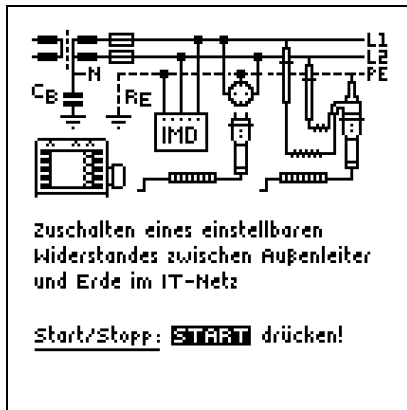 L1
L2
PE
N
CB
RE
IMD
Zuschalten eines einstellbaren
Widerstandes zwischen Außenleiter
und Erde im IT-Netz
Start/Stopp: START drücken!